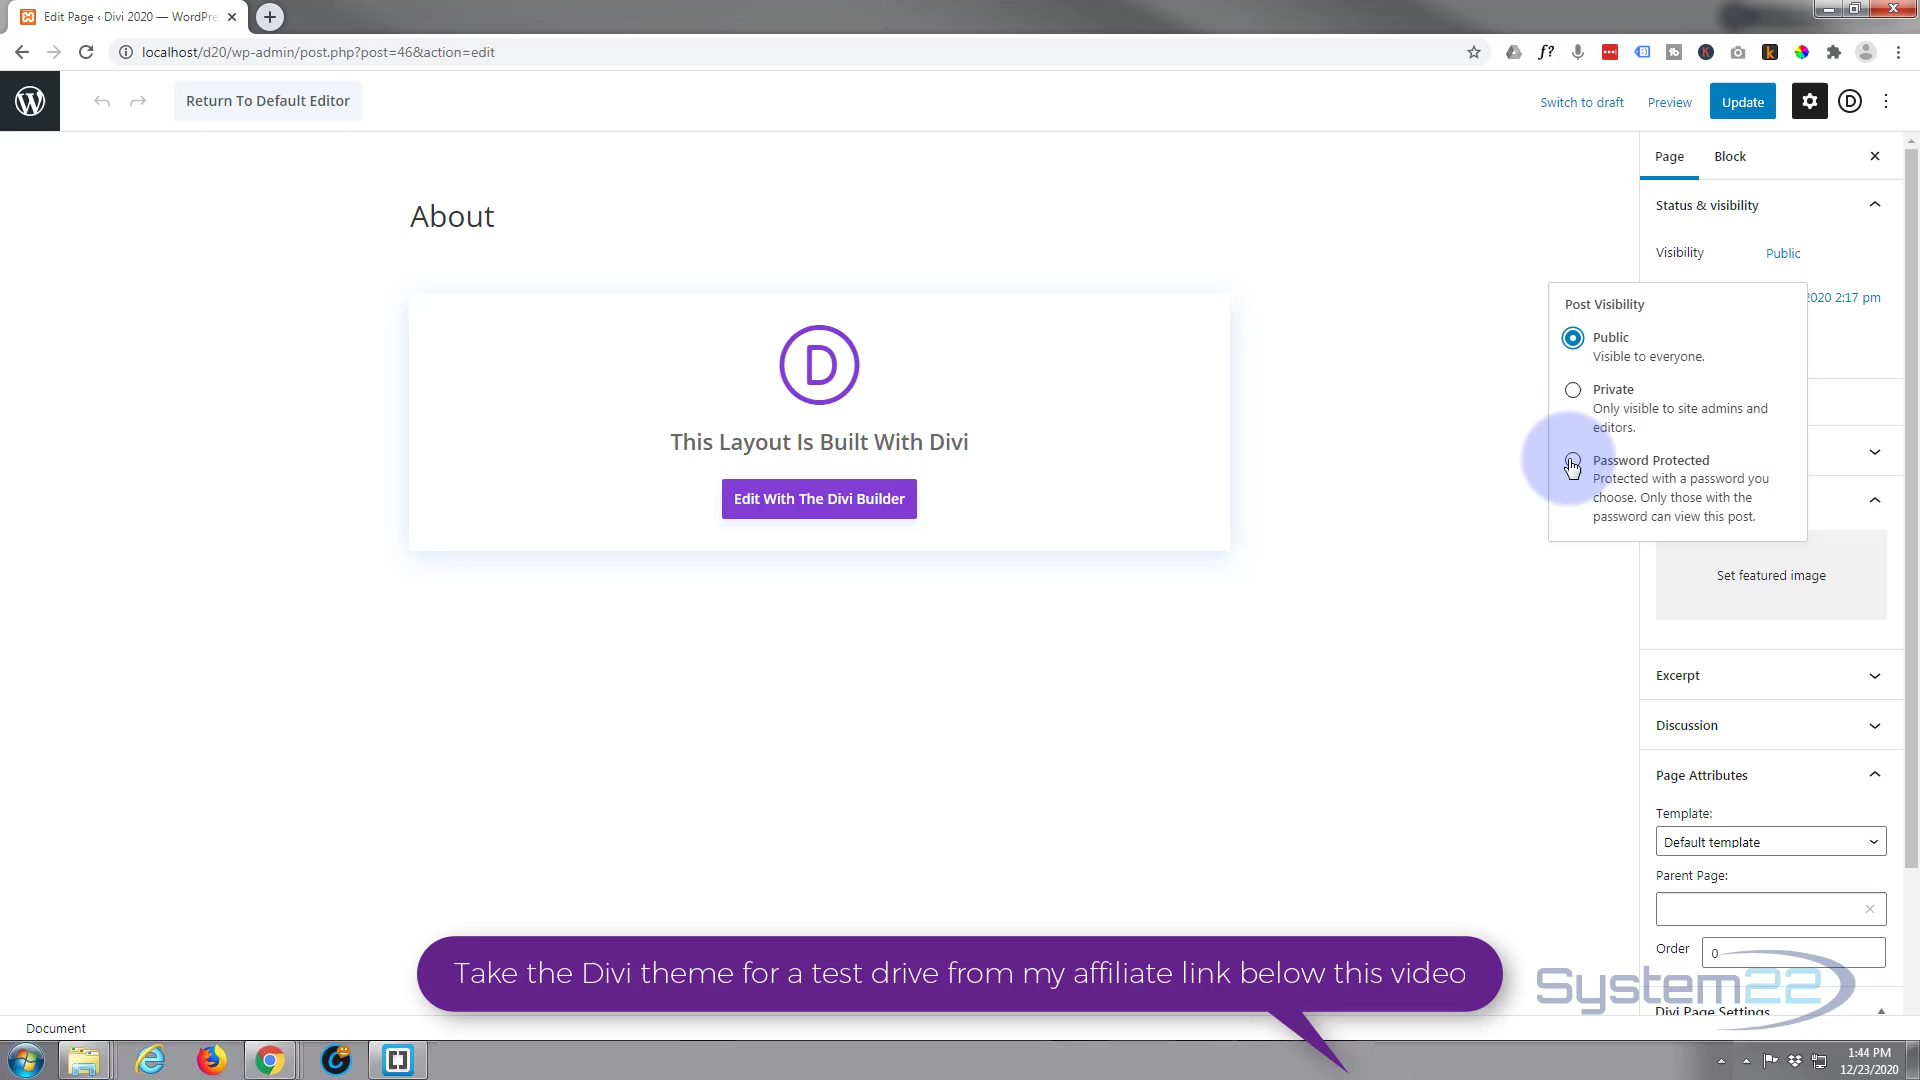 Edit Page ‹ Divi 2020 — WordPre
localhost/d20/wp-admin/post.php?post=46&action=edit
Return To Default Editor
Switch to draft
Preview
Update
Page
Block
Status & visibility
Visibility
Public
2020 2:17 pm
Post Visibility
Public
Visible to everyone.
Private
Only visible to site admins and
editors.
Password Protected
Protected with a password you
choose. Only those with the
password can view this post.
About
D
This Layout Is Built With Divi
Edit With The Divi Builder
Set featured image
Excerpt
Discussion
Page Attributes
Template:
Default template
Parent Page:
Order
0
Divi Page Settings
Take the Divi theme for a test drive from my affiliate link below this video
System22
Document
1:44 PM
12/23/2020